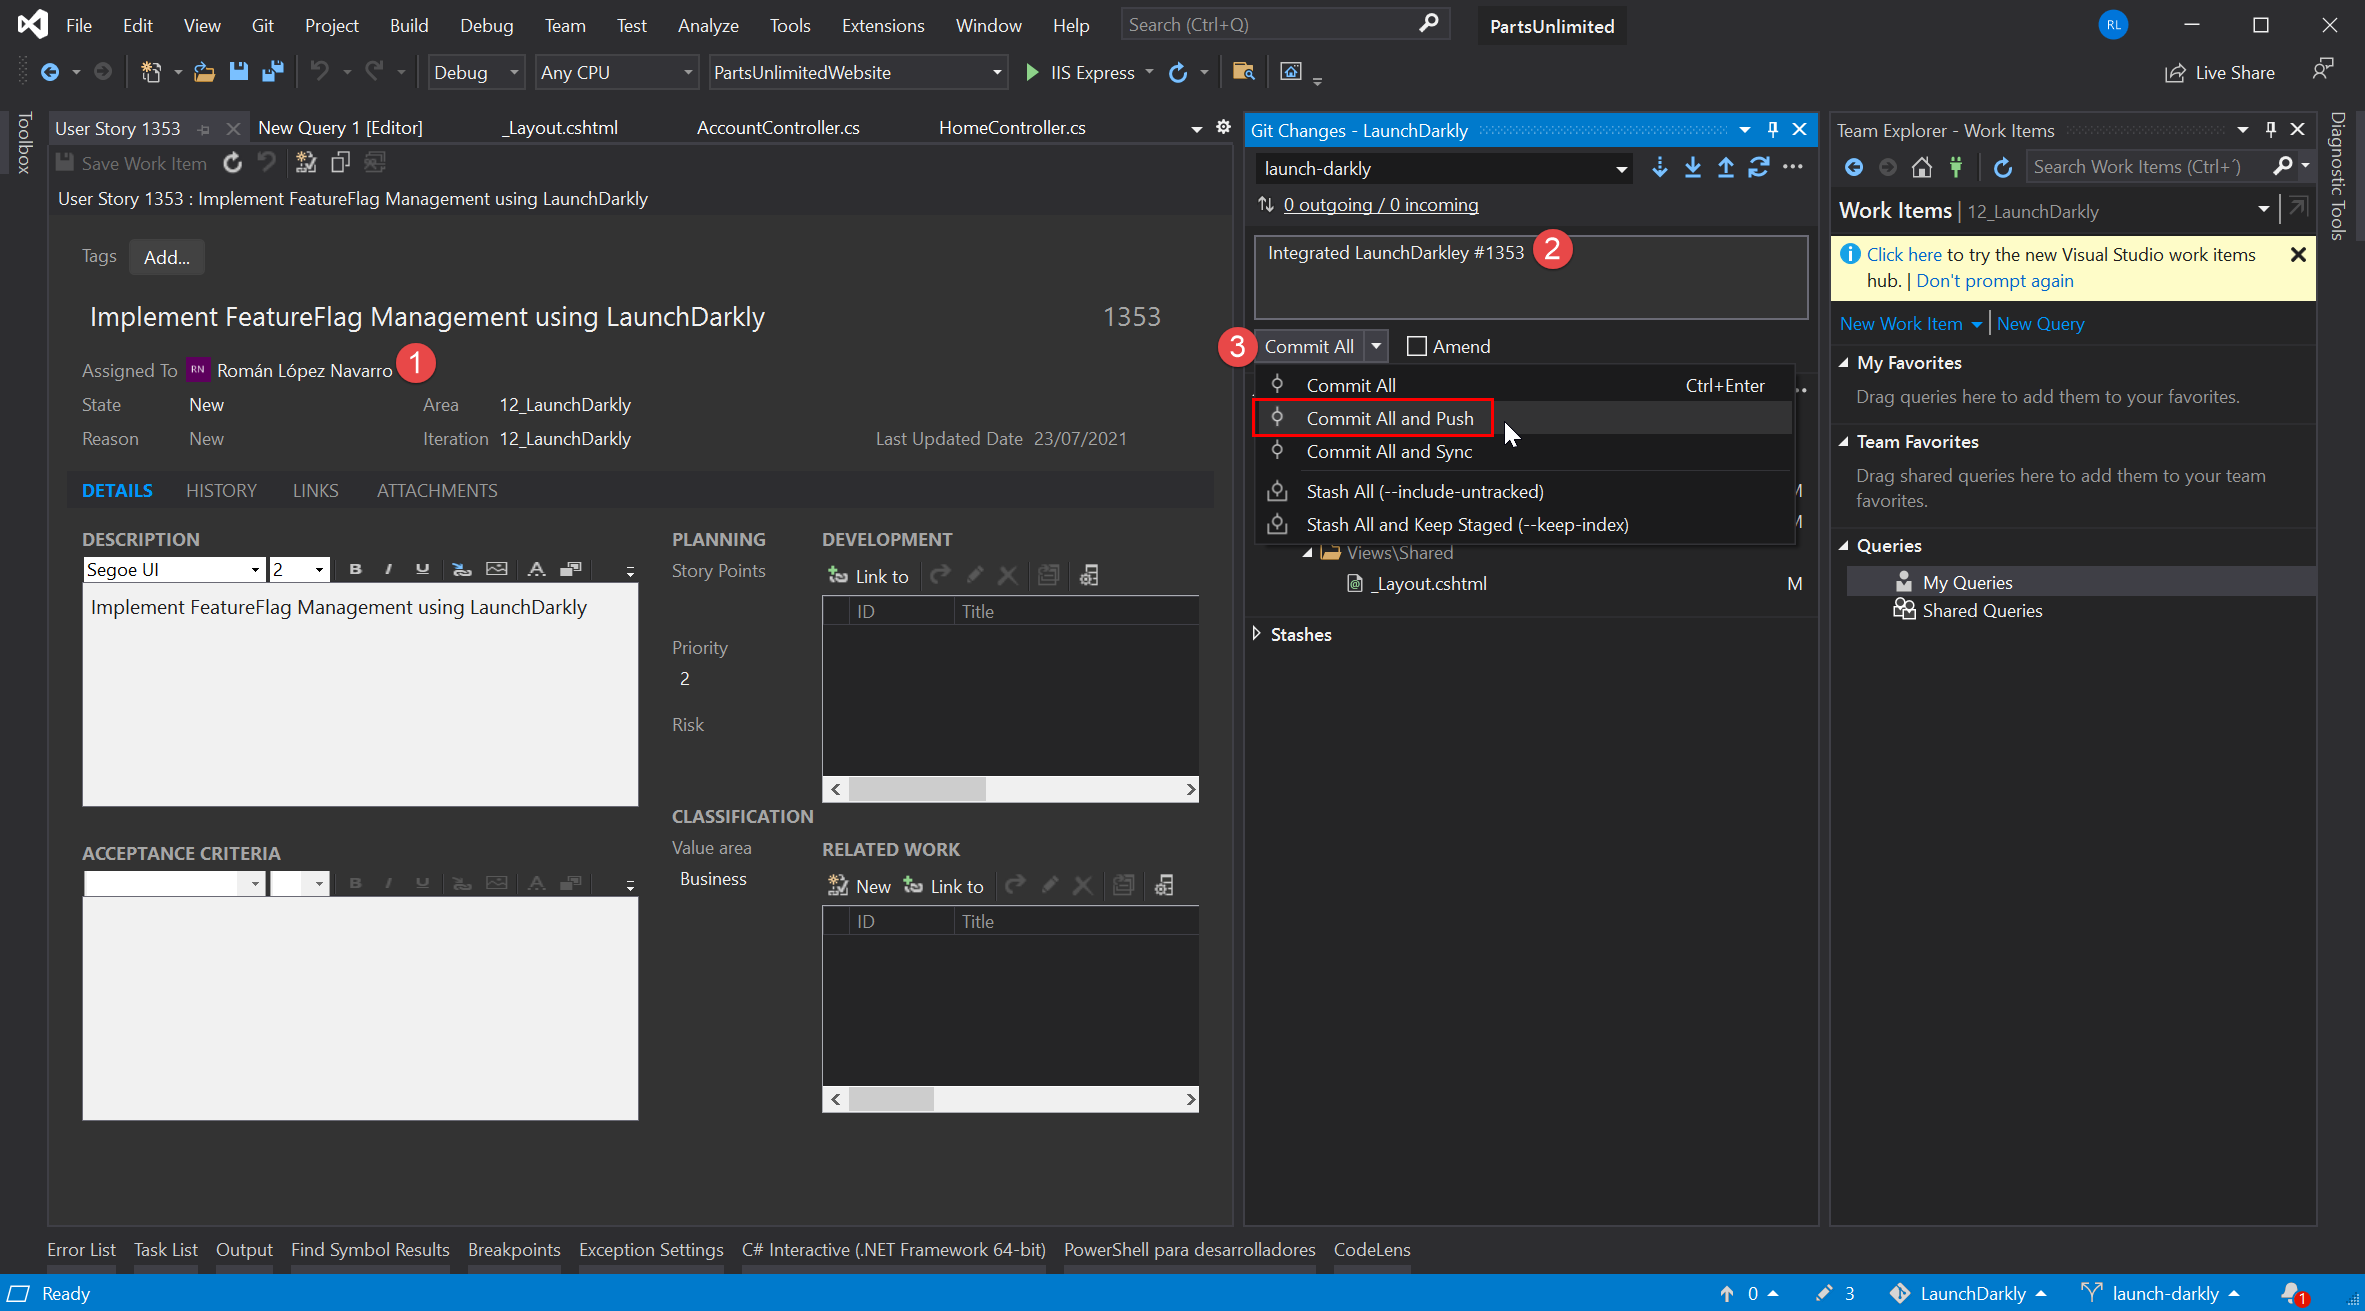 File Edit View Git Project Build Debug Team Test Analyze Tools Extensions Window Help Search (Ctrl+Q) PartsUnlimited RL
Debug Any CPU PartsUnlimitedWebsite IIS Express Live Share
Toolbox
User Story 1353 New Query 1 [Editor] _Layout.cshtml AccountController.cs HomeController.cs
Save Work Item
User Story 1353 : Implement FeatureFlag Management using LaunchDarkly
Tags Add...
Implement FeatureFlag Management using LaunchDarkly 1353
Assigned To RN Román López Navarro 1
State New Area 12_LaunchDarkly
Reason New Iteration 12_LaunchDarkly Last Updated Date 23/07/2021
DETAILS HISTORY LINKS ATTACHMENTS
DESCRIPTION
Segoe UI 2 B I U A
Implement FeatureFlag Management using LaunchDarkly
ACCEPTANCE CRITERIA
B I U A
PLANNING
Story Points
Priority
2
Risk
CLASSIFICATION
Value area
Business
DEVELOPMENT
Link to
ID Title
RELATED WORK
New Link to
ID Title
Git Changes - LaunchDarkly
launch-darkly
0 outgoing / 0 incoming
Integrated LaunchDarkley #1353 2
3 Commit All Amend
Commit All Ctrl+Enter
Commit All and Push
Commit All and Sync
Stash All (--include-untracked)
Stash All and Keep Staged (--keep-index)
Views\Shared
_Layout.cshtml M
Stashes
Team Explorer - Work Items
Search Work Items (Ctrl+´)
Work Items | 12_LaunchDarkly
Click here to try the new Visual Studio work items
hub. | Don't prompt again
New Work Item New Query
My Favorites
Drag queries here to add them to your favorites.
Team Favorites
Drag shared queries here to add them to your team
favorites.
Queries
My Queries
Shared Queries
Diagnostic Tools
Error List Task List Output Find Symbol Results Breakpoints Exception Settings C# Interactive (.NET Framework 64-bit) PowerShell para desarrolladores CodeLens
Ready 0 3 LaunchDarkly launch-darkly 1